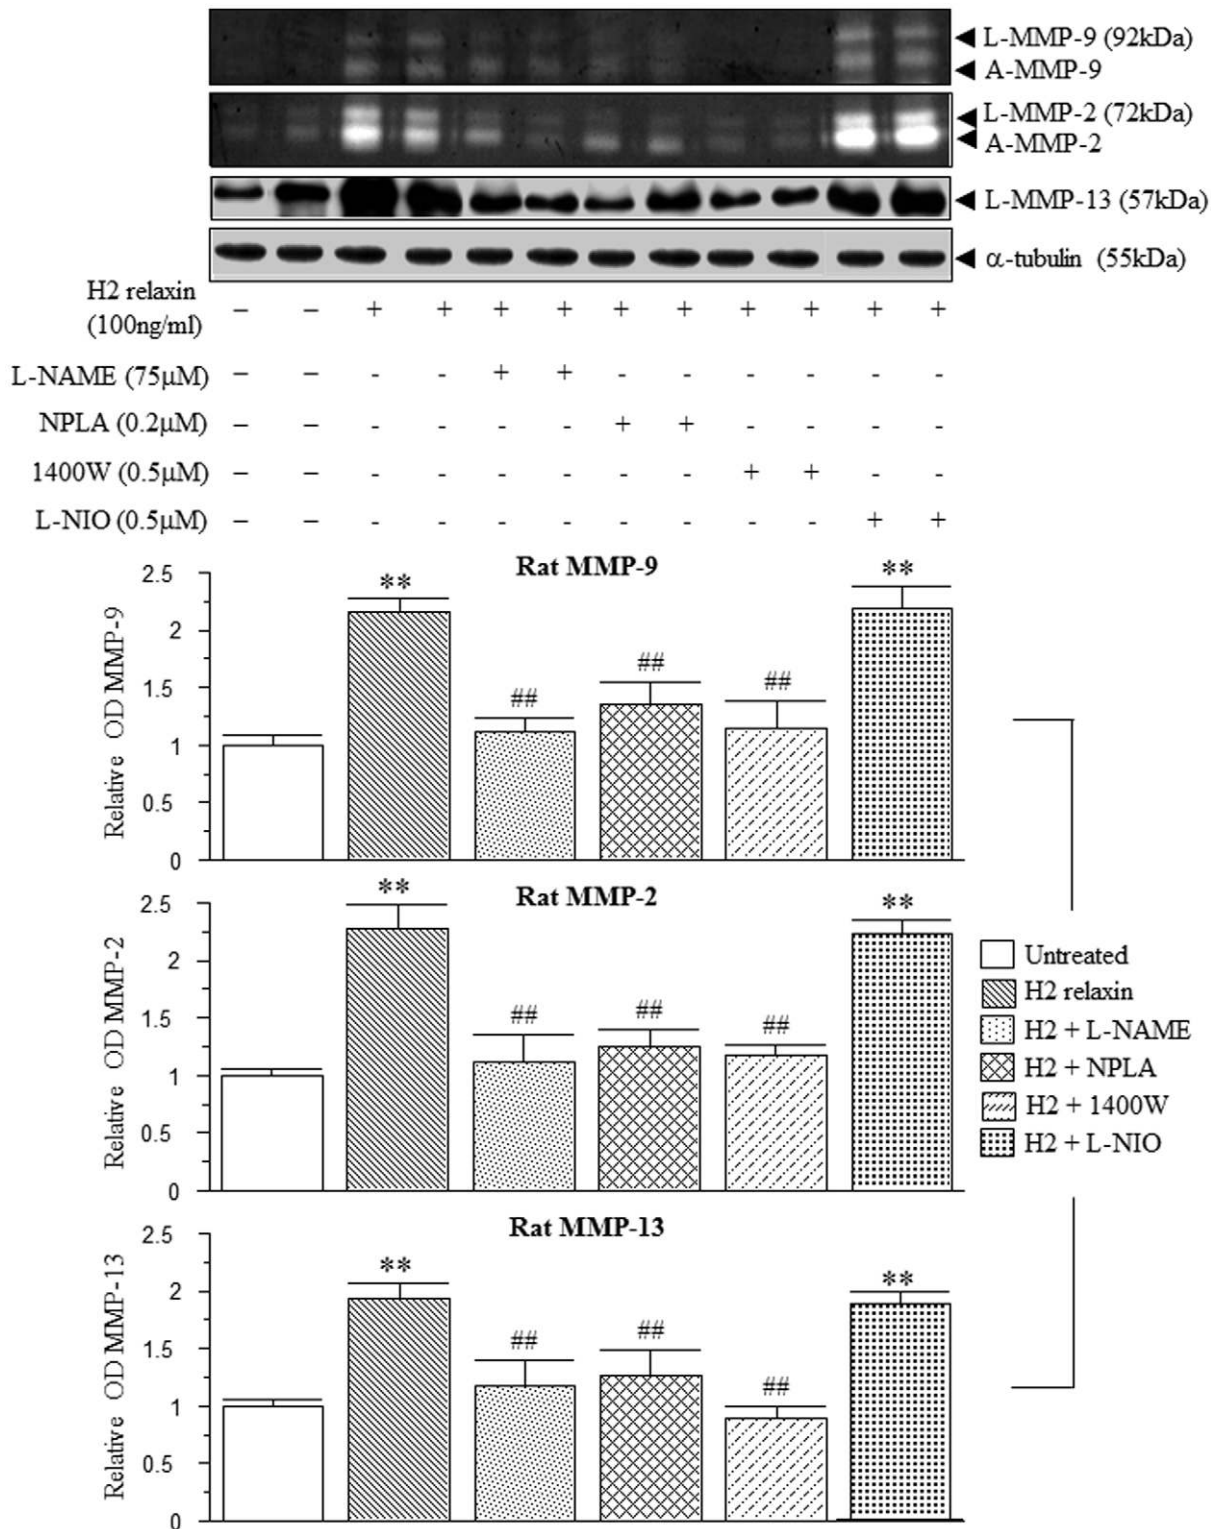 L-MMP-9 (92kDa)
A-MMP-9
L-MMP-2 (72kDa)
A-MMP-2
L-MMP-13 (57kDa)
α-tubulin (55kDa)
H2 relaxin
(100ng/ml) – – + + + + + + + + + +
L-NAME (75μM) – – - - + + - - - - - -
NPLA (0.2μM) – – - - - - + + - - - -
1400W (0.5μM) – – - - - - - - + + - -
L-NIO (0.5μM) – – - - - - - - - - + +
Rat MMP-9
Relative OD MMP-9
2.5
2
1.5
1
0.5
0
** ## ## ## **
Rat MMP-2
Relative OD MMP-2
2.5
2
1.5
1
0.5
0
** ## ## ## **
Untreated
H2 relaxin
H2 + L-NAME
H2 + NPLA
H2 + 1400W
H2 + L-NIO
Rat MMP-13
Relative OD MMP-13
2.5
2
1.5
1
0.5
0
** ## ## ## **